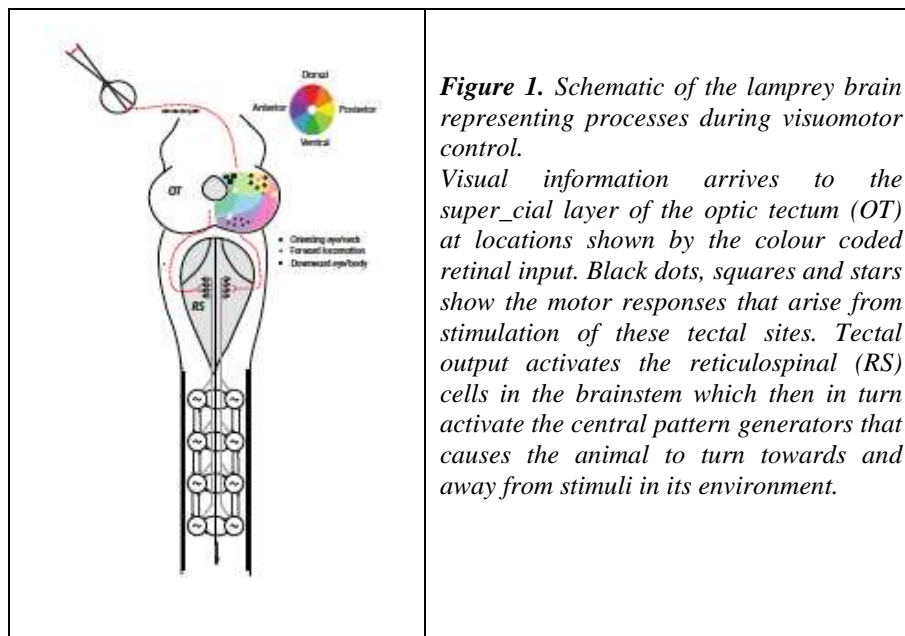 Dorsal
Anterior
Posterior
Ventral
OT
Orienting eye/neck
Forward locomotion
Downward eye/body
RS
Figure 1. Schematic of the lamprey brain
representing processes during visuomotor
control.
Visual information arrives to the
super_cial layer of the optic tectum (OT)
at locations shown by the colour coded
retinal input. Black dots, squares and stars
show the motor responses that arise from
stimulation of these tectal sites. Tectal
output activates the reticulospinal (RS)
cells in the brainstem which then in turn
activate the central pattern generators that
causes the animal to turn towards and
away from stimuli in its environment.